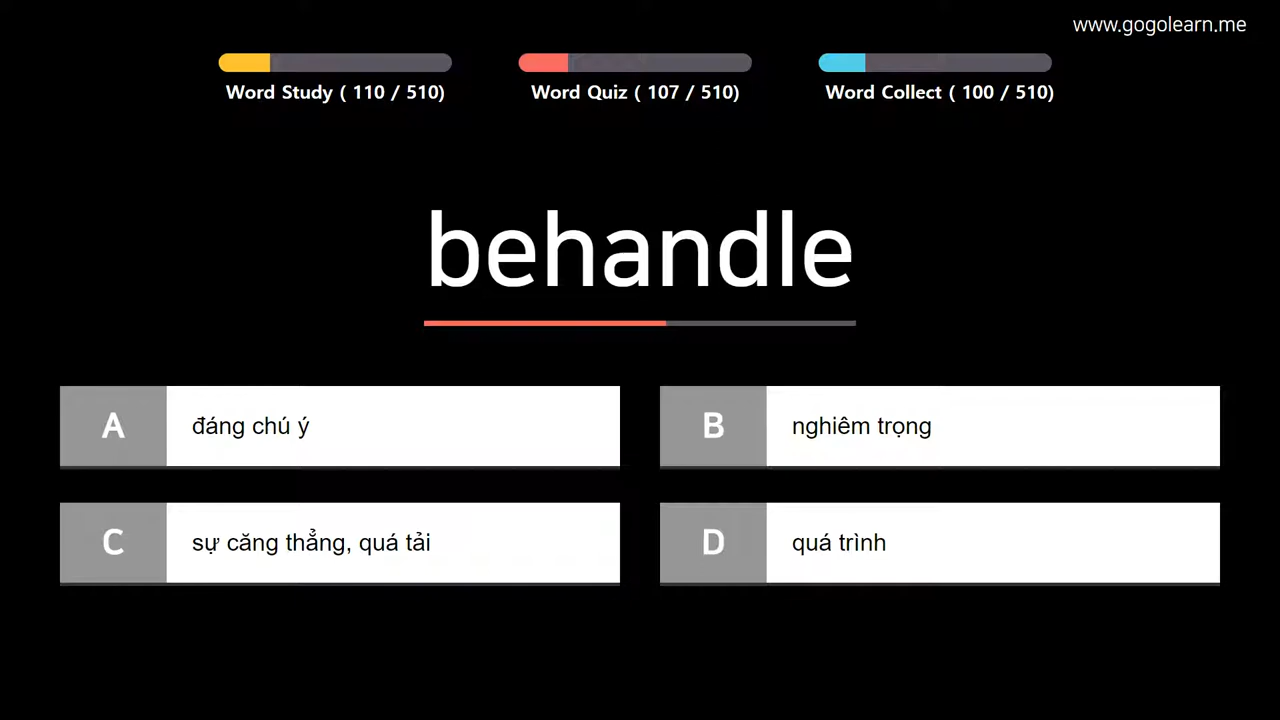 www.gogolearn.me
Word Study ( 110 / 510)
Word Quiz ( 107 / 510)
Word Collect ( 100 / 510)
behandle
A
đáng chú ý
B
nghiêm trọng
C
sự căng thẳng, quá tải
D
quá trình